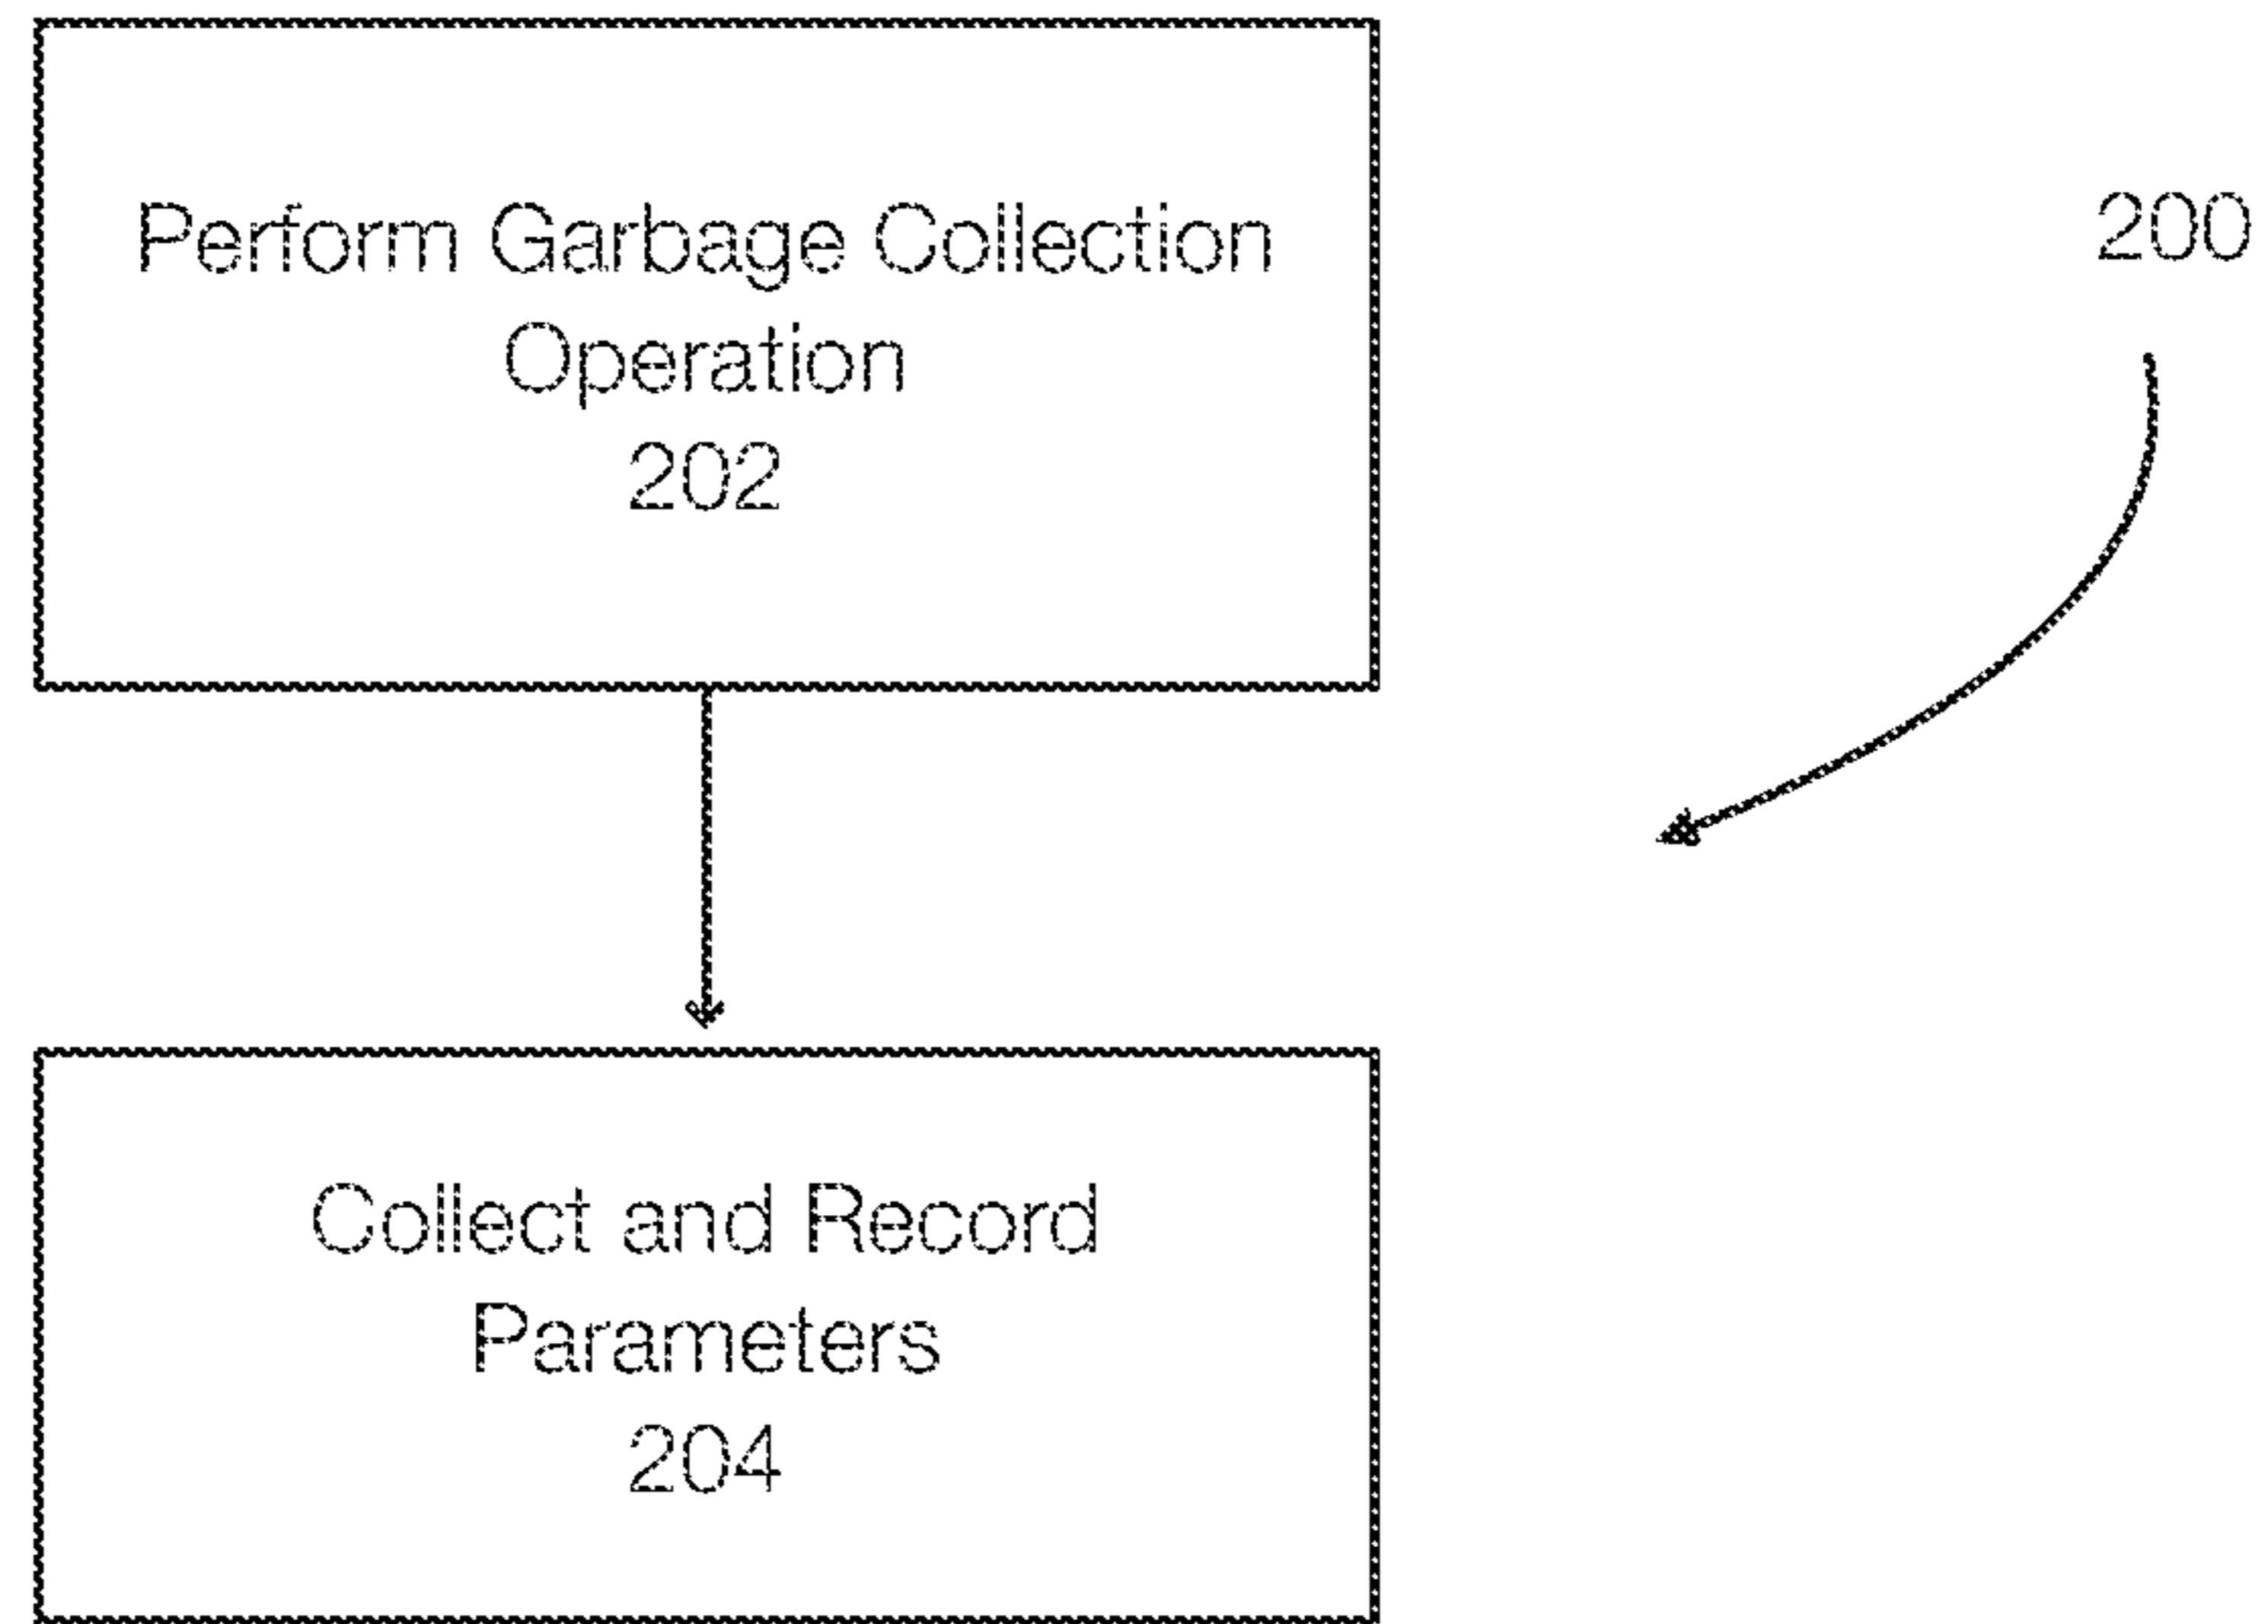 Perform Garbage Collection
Operation
202
200
Collect and Record
Parameters
204